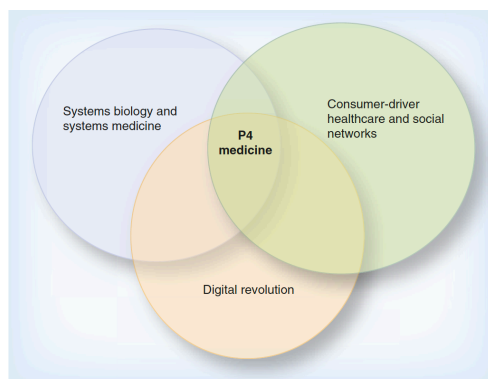 Systems biology and
systems medicine
Consumer-driver
healthcare and social
networks
P4
medicine
Digital revolution